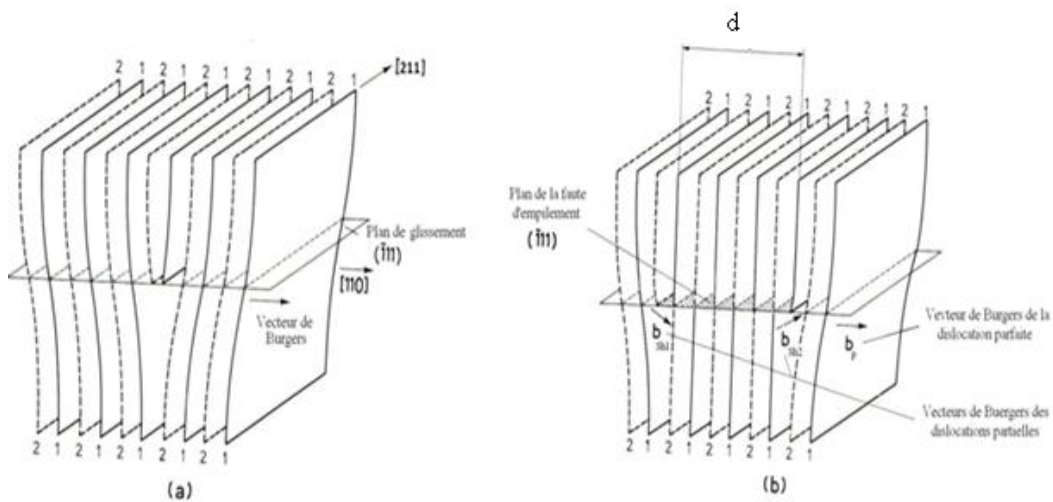 2 1 2 1 2 1 2 1 2 1 2 1
[211]
Plan de glissement
(1̄11)
[110]
Vecteur de
Burgers
2 1 2 1 2 1 2 1 2 1
(a)
d
2 1 2 1 2 1 2 1 2 1 2 1
Plan de la faute
d'empilement
(1̄11)
b Sh1
b Sh2
b p
Vevteur de Burgers de la
dislocation parfaite
Vecteurs de Buergers des
dislocations partielles
2 1 2 1 2 1 2 1 2 1
(b)